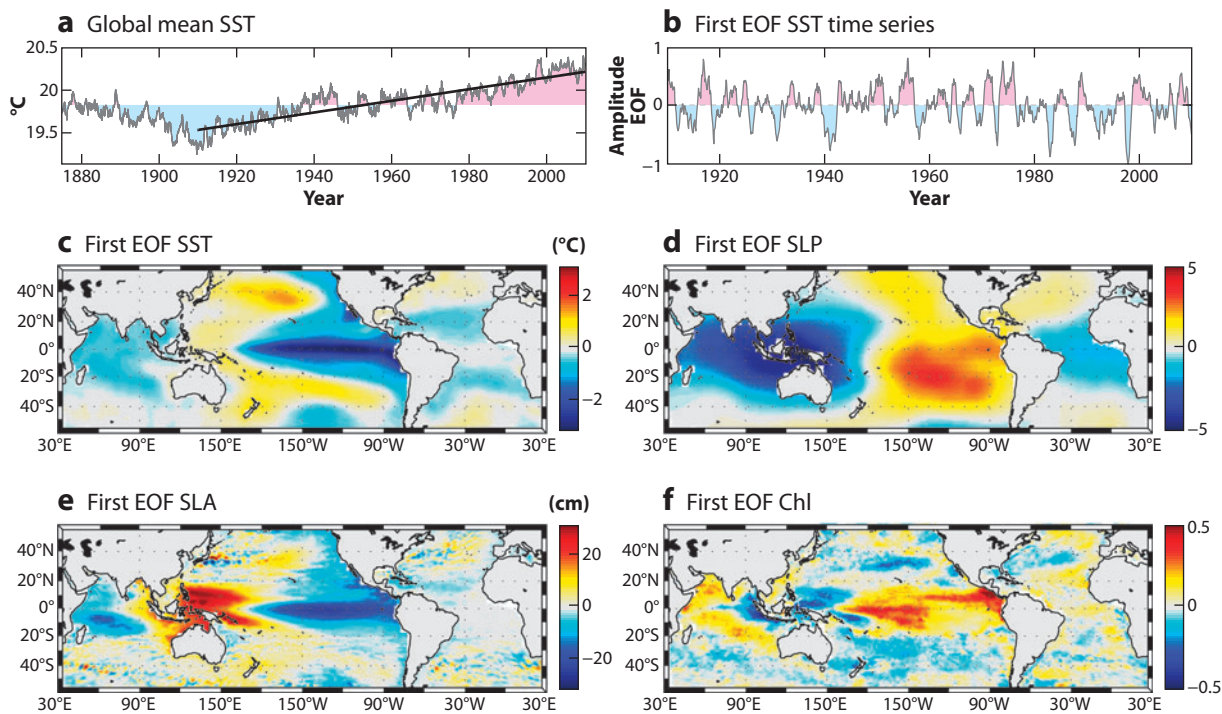 a Global mean SST
20.5
20
19.5
°C
1880 1900 1920 1940 1960 1980 2000
Year
b First EOF SST time series
1
0
−1
Amplitude
EOF
1920 1940 1960 1980 2000
Year
c First EOF SST (°C)
40°N
20°N
0°
20°S
40°S
30°E 90°E 150°E 150°W 90°W 30°W 30°E
2
0
−2
d First EOF SLP
40°N
20°N
0°
20°S
40°S
30°E 90°E 150°E 150°W 90°W 30°W 30°E
5
0
−5
e First EOF SLA (cm)
40°N
20°N
0°
20°S
40°S
30°E 90°E 150°E 150°W 90°W 30°W 30°E
20
0
−20
f First EOF Chl
40°N
20°N
0°
20°S
40°S
30°E 90°E 150°E 150°W 90°W 30°W 30°E
0.5
0
−0.5